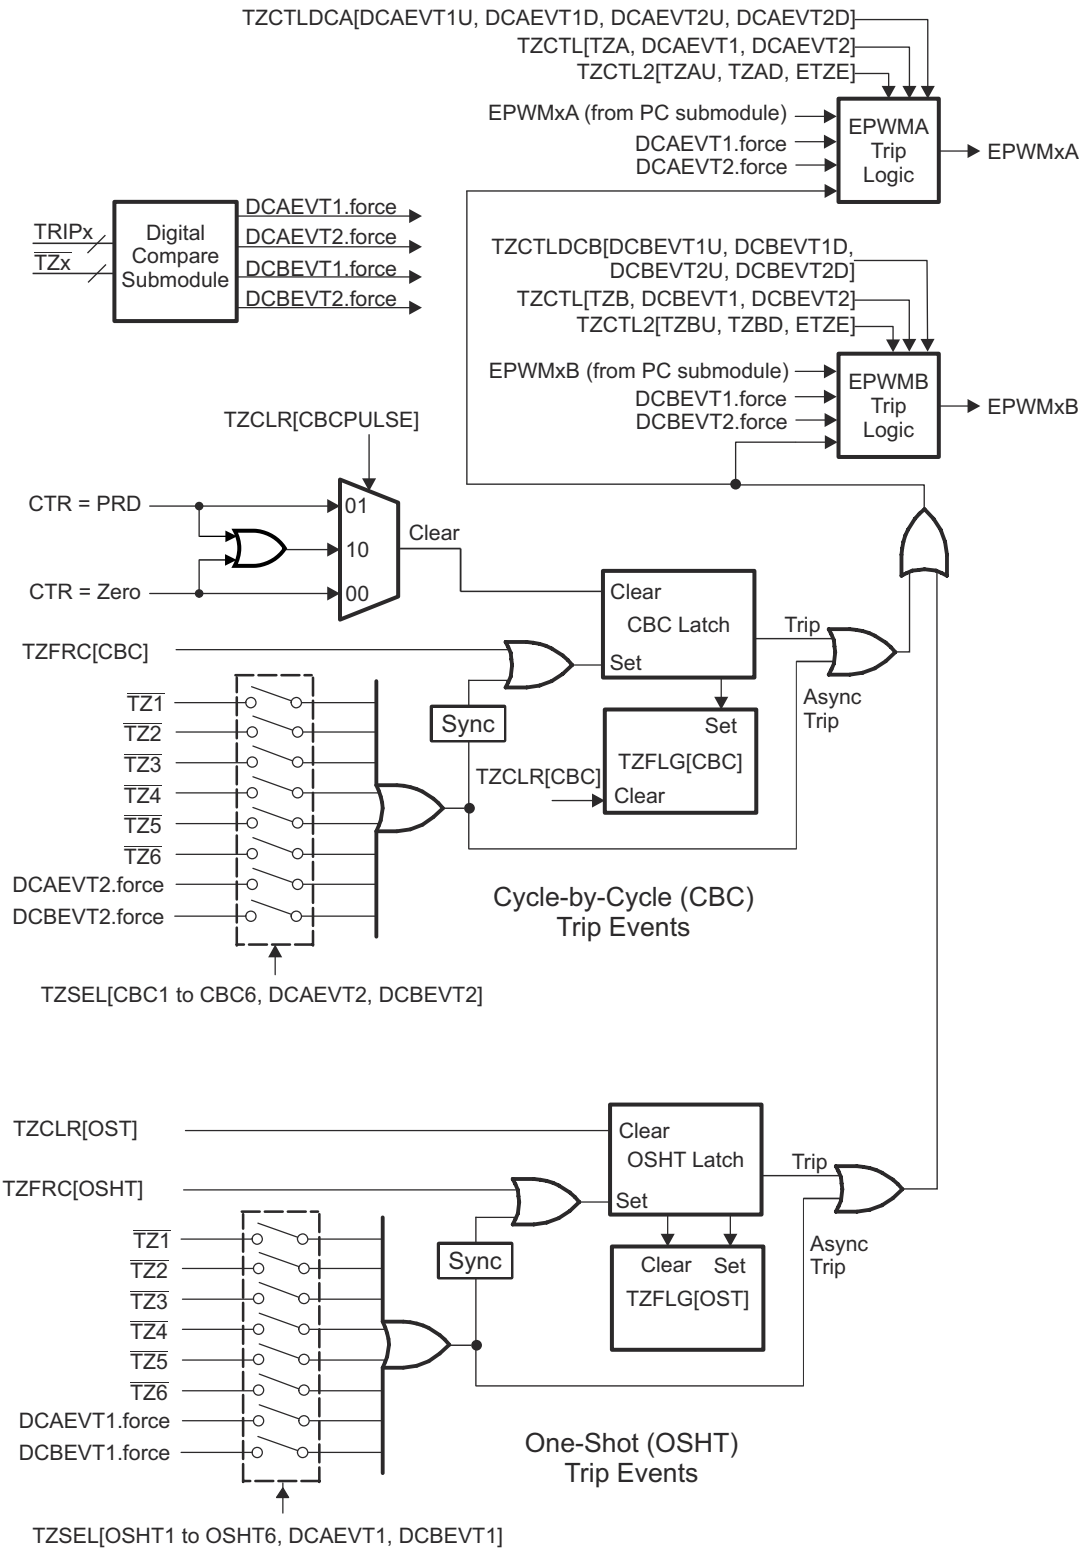 TZCTLDCA[DCAEVT1U, DCAEVT1D, DCAEVT2U, DCAEVT2D]
TZCTL[TZA, DCAEVT1, DCAEVT2]
TZCTL2[TZAU, TZAD, ETZE]
EPWMxA (from PC submodule)
DCAEVT1.force
DCAEVT2.force
EPWMA
Trip
Logic
EPWMxA
TRIPx
TZx
Digital
Compare
Submodule
DCAEVT1.force
DCAEVT2.force
DCBEVT1.force
DCBEVT2.force
TZCTLDCB[DCBEVT1U, DCBEVT1D,
DCBEVT2U, DCBEVT2D]
TZCTL[TZB, DCBEVT1, DCBEVT2]
TZCTL2[TZBU, TZBD, ETZE]
EPWMxB (from PC submodule)
DCBEVT1.force
DCBEVT2.force
EPWMB
Trip
Logic
EPWMxB
TZCLR[CBCPULSE]
CTR = PRD
CTR = Zero
01
10
00
Clear
Clear
CBC Latch
Set
Trip
Async
Trip
TZFRC[CBC]
Sync
Set
TZFLG[CBC]
Clear
TZCLR[CBC]
TZ1
TZ2
TZ3
TZ4
TZ5
TZ6
DCAEVT2.force
DCBEVT2.force
Cycle-by-Cycle (CBC)
Trip Events
TZSEL[CBC1 to CBC6, DCAEVT2, DCBEVT2]
TZCLR[OST]
TZFRC[OSHT]
Clear
OSHT Latch
Set
Trip
Async
Trip
Sync
Clear Set
TZFLG[OST]
TZ1
TZ2
TZ3
TZ4
TZ5
TZ6
DCAEVT1.force
DCBEVT1.force
One-Shot (OSHT)
Trip Events
TZSEL[OSHT1 to OSHT6, DCAEVT1, DCBEVT1]